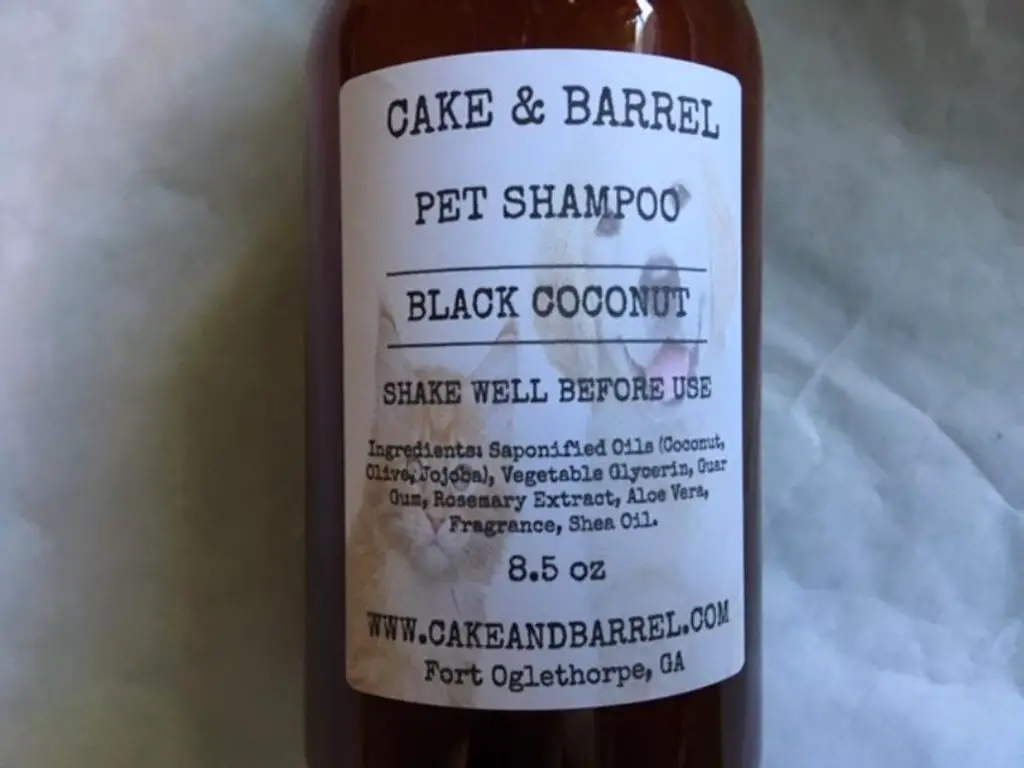 CAKE & BARREL
PET SHAMPOO
BLACK COCONUT
SHAKE WELL BEFORE USE
Ingredients: Saponified Oils (Coconut,
Olive, Jojoba), Vegetable Glycerin, Guar
Gum, Rosemary Extract, Aloe Vera,
Fragrance, Shea Oil.
8.5 oz
WWW.CAKEANDBARREL.COM
Fort Oglethorpe, GA